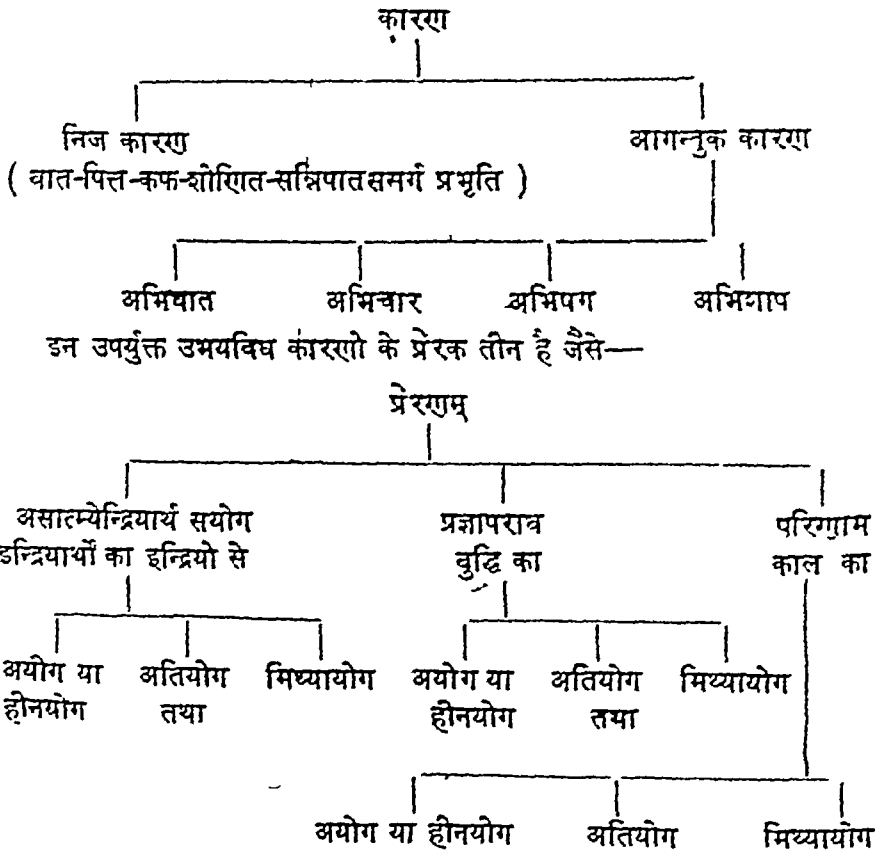 कारण
निज कारण आगन्तुक कारण
( वात-पित्त-कफ-शोणित-सन्निपातसमर्ग प्रभृति )
अभिघात अभिचार अभिपग अभिशाप
इन उपर्युक्त उभयविध कारणो के प्रेरक तीन है जैसे—
प्रेरणम्
असात्म्येन्द्रियार्थ सयोग प्रज्ञापराध परिणाम
इन्द्रियार्थों का इन्द्रियो से बुद्धि का काल का
अयोग या अतियोग मिथ्यायोग अयोग या अतियोग मिथ्यायोग
हीनयोग तथा हीनयोग तथा
अयोग या हीनयोग अतियोग मिथ्यायोग